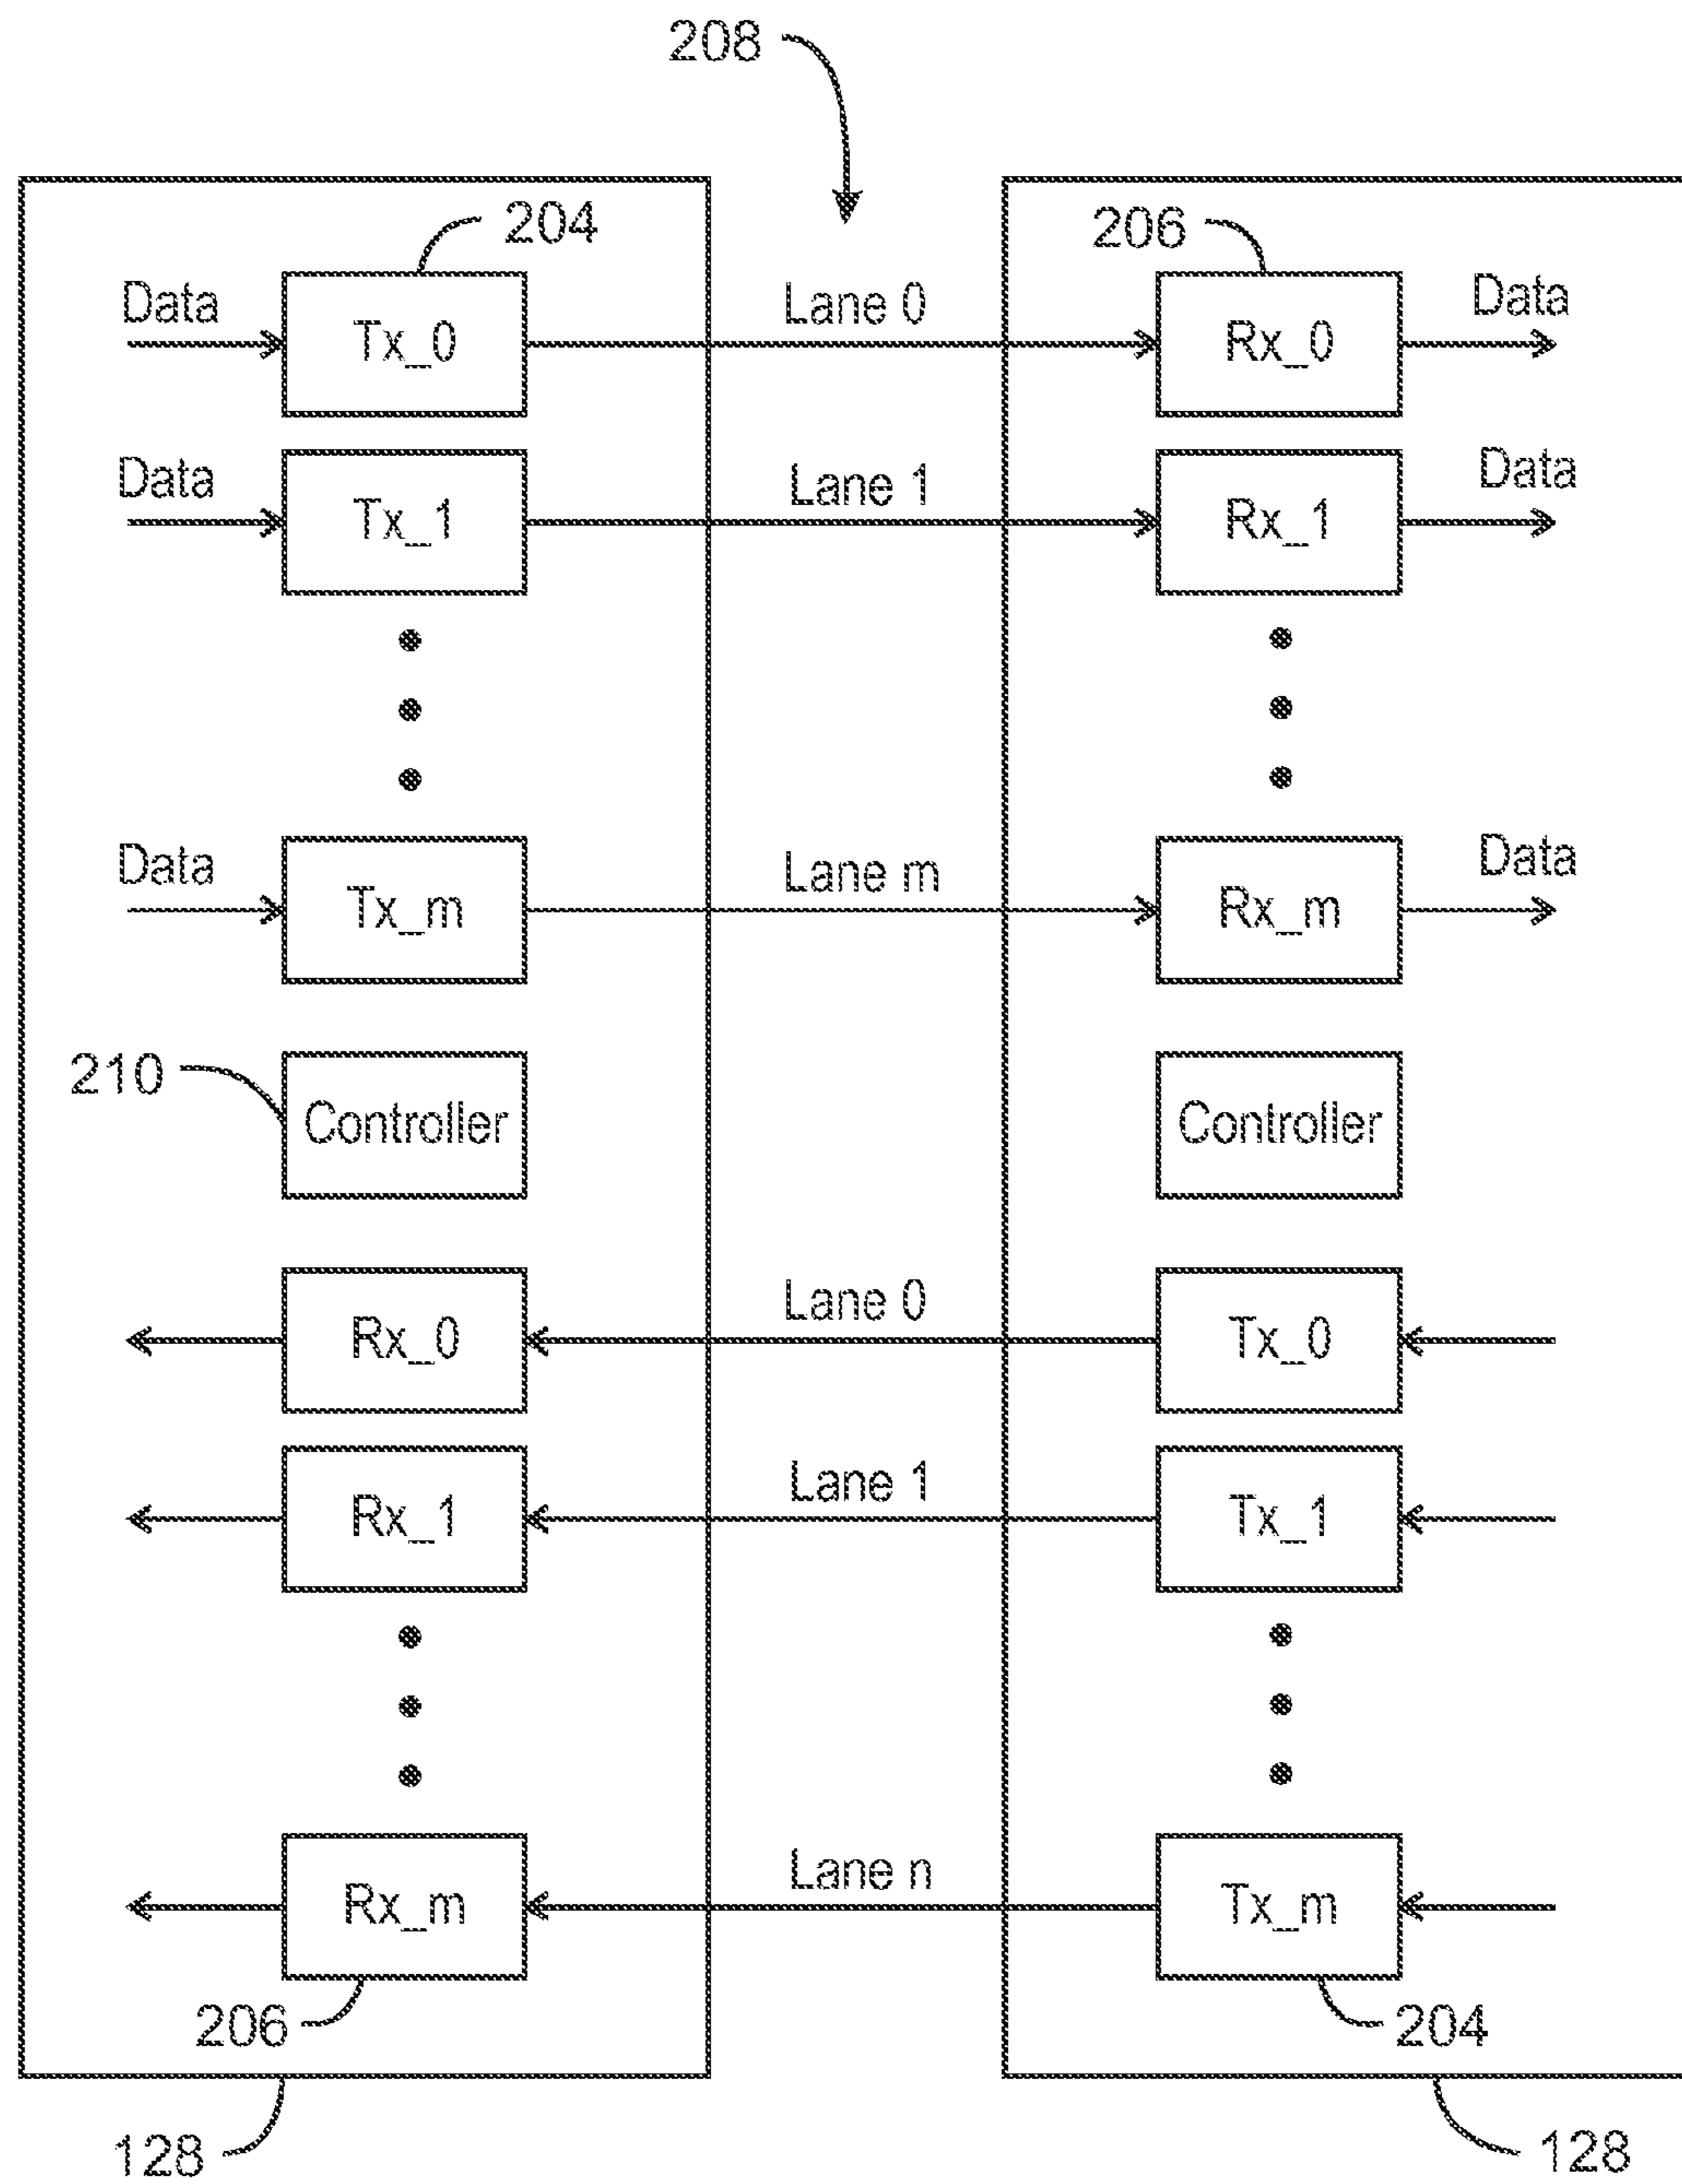 208
204
206
Data
Tx_0
Lane 0
Rx_0
Data
Data
Tx_1
Lane 1
Rx_1
Data
Data
Tx_m
Lane m
Rx_m
Data
210
Controller
Controller
Rx_0
Lane 0
Tx_0
Rx_1
Lane 1
Tx_1
Rx_m
Lane n
Tx_m
206
204
128
128